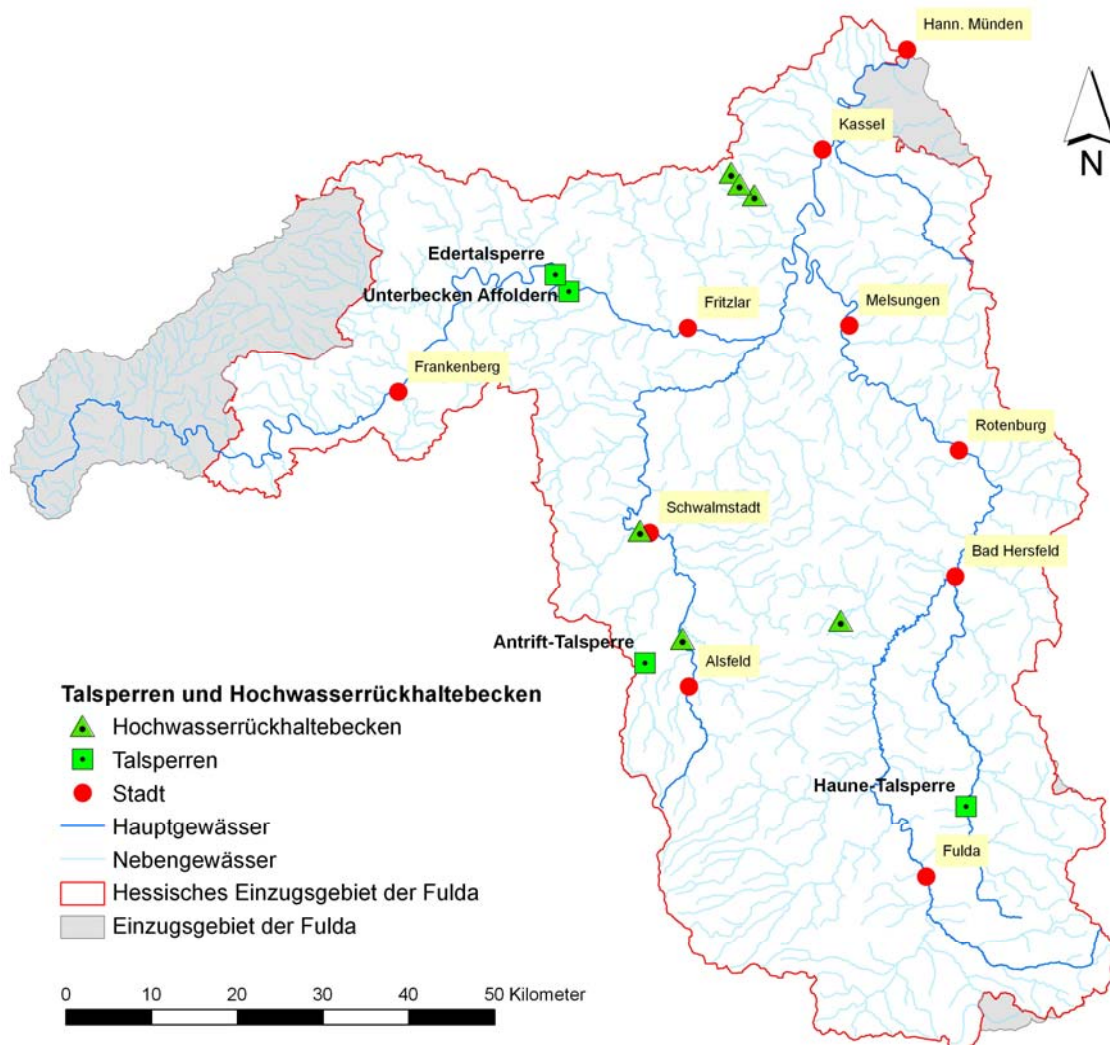 Hann. Münden
Kassel
N
Edertalsperre
Unterbecken Affoldern
Fritzlar
Melsungen
Frankenberg
Rotenburg
Schwalmstadt
Bad Hersfeld
Antrift-Talsperre
Alsfeld
Talsperren und Hochwasserrückhaltebecken
Hochwasserrückhaltebecken
Talsperren
Stadt
Hauptgewässer
Nebengewässer
Hessisches Einzugsgebiet der Fulda
Einzugsgebiet der Fulda
Haune-Talsperre
Fulda
0 10 20 30 40 50 Kilometer